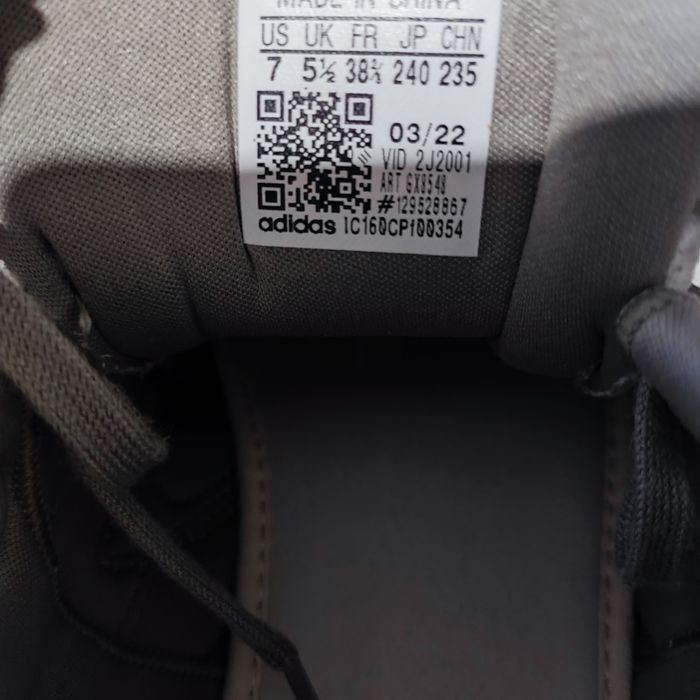 MADE IN CHINA
US UK FR JP CHN
7 5½ 38⅔ 240 235
03/22
VID 2J2001
ART GX8548
#129528867
adidas 1C160CP100354